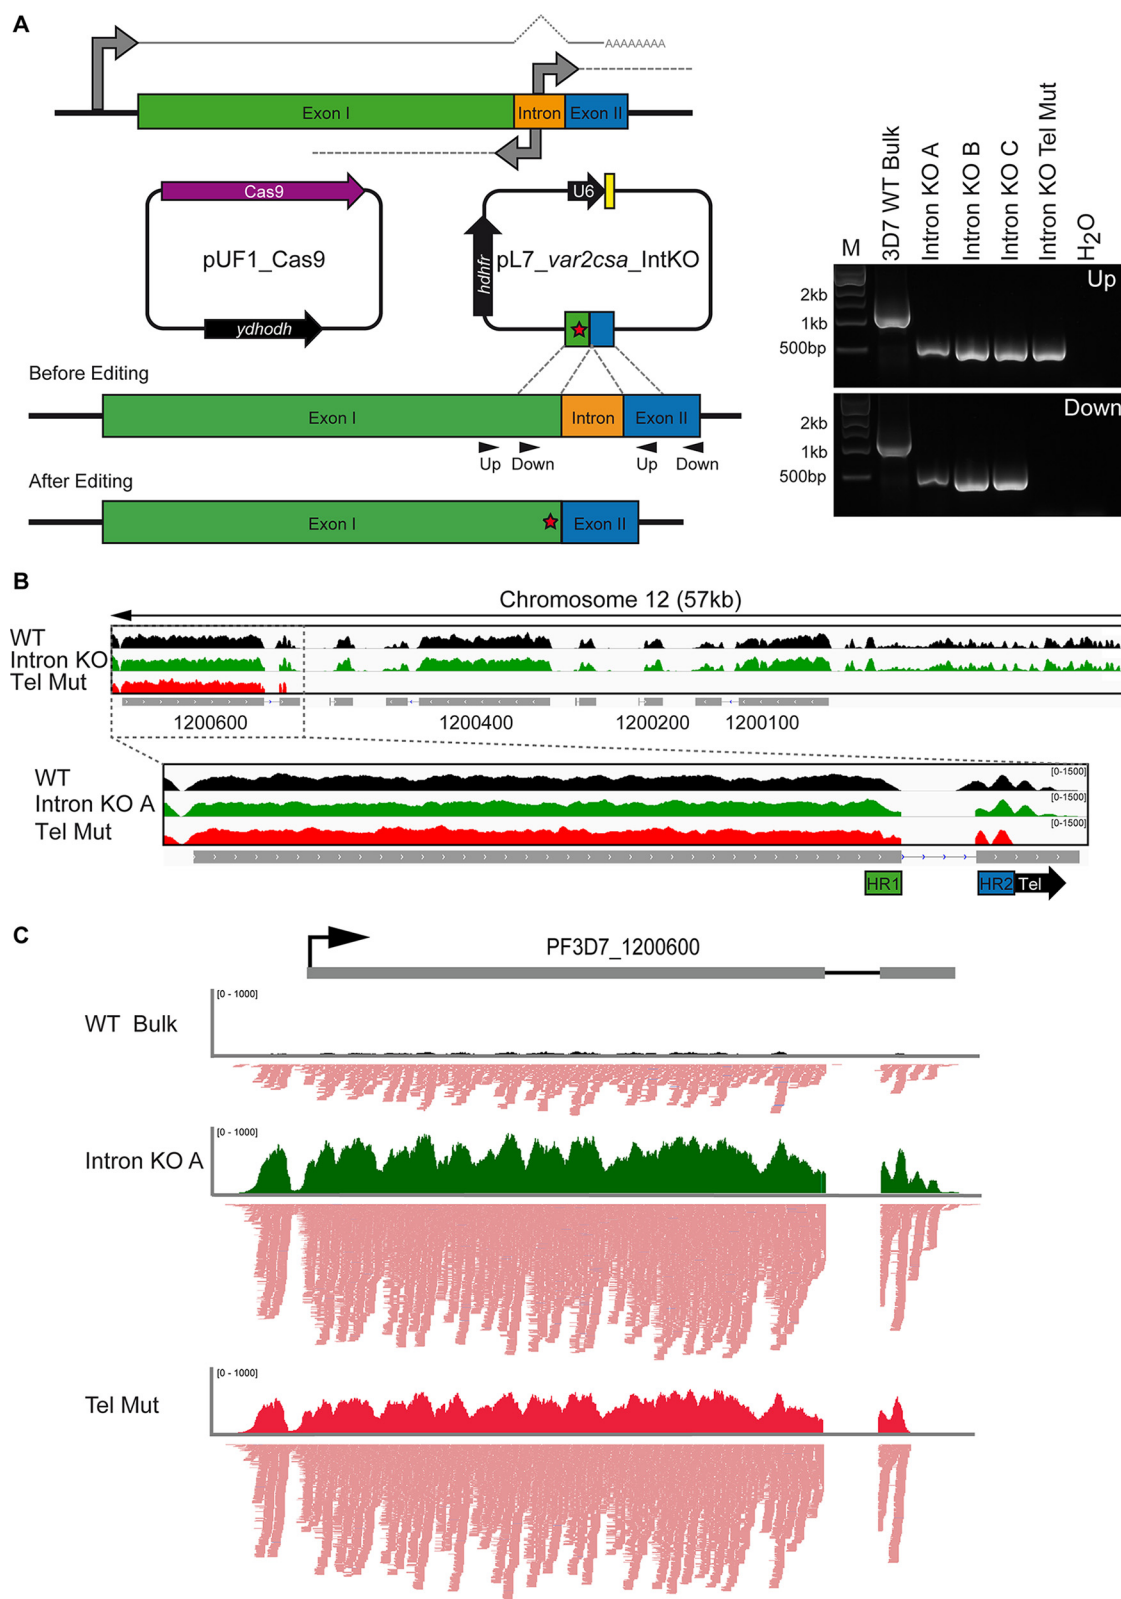 A
AAAAAAAA
Exon I
Intron
Exon II
Cas9
pUF1_Cas9
ydhodh
U6
hdhfr
pL7_var2csa_IntKO
Before Editing
Exon I
Intron
Exon II
Up
Down
Up
Down
After Editing
Exon I
Exon II
M
3D7 WT Bulk
Intron KO A
Intron KO B
Intron KO C
Intron KO Tel Mut
H2O
Up
2kb
1kb
500bp
Down
2kb
1kb
500bp
B
Chromosome 12 (57kb)
WT
Intron KO
Tel Mut
1200600
1200400
1200200
1200100
WT
[0-1500]
Intron KO A
[0-1500]
Tel Mut
[0-1500]
HR1
HR2
Tel
C
PF3D7_1200600
[0 - 1000]
WT Bulk
[0 - 1000]
Intron KO A
[0 - 1000]
Tel Mut